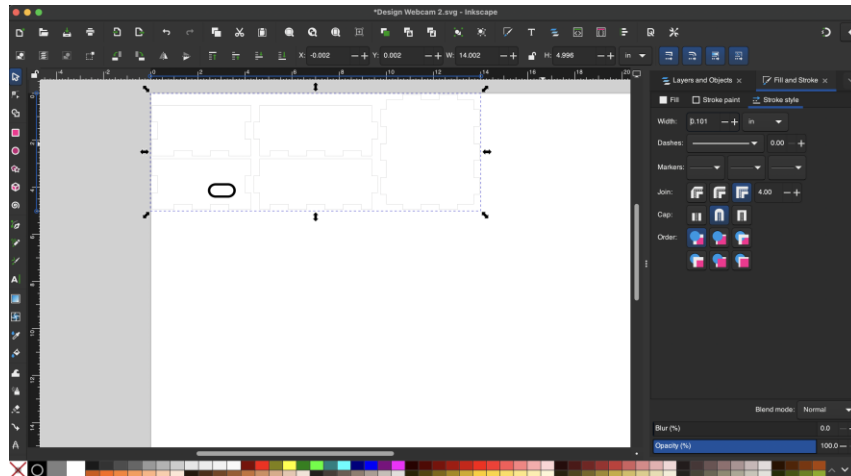 *Design Webcam 2.svg - Inkscape
X: -0.002 Y: 0.002 W: 14.002 H: 4.996 in
Layers and Objects Fill and Stroke
Fill Stroke paint Stroke style
Width: 0.101 in
Dashes: 0.00
Markers:
Join: 4.00
Cap:
Order:
Blend mode: Normal
Blur (%) 0.0
Opacity (%) 100.0